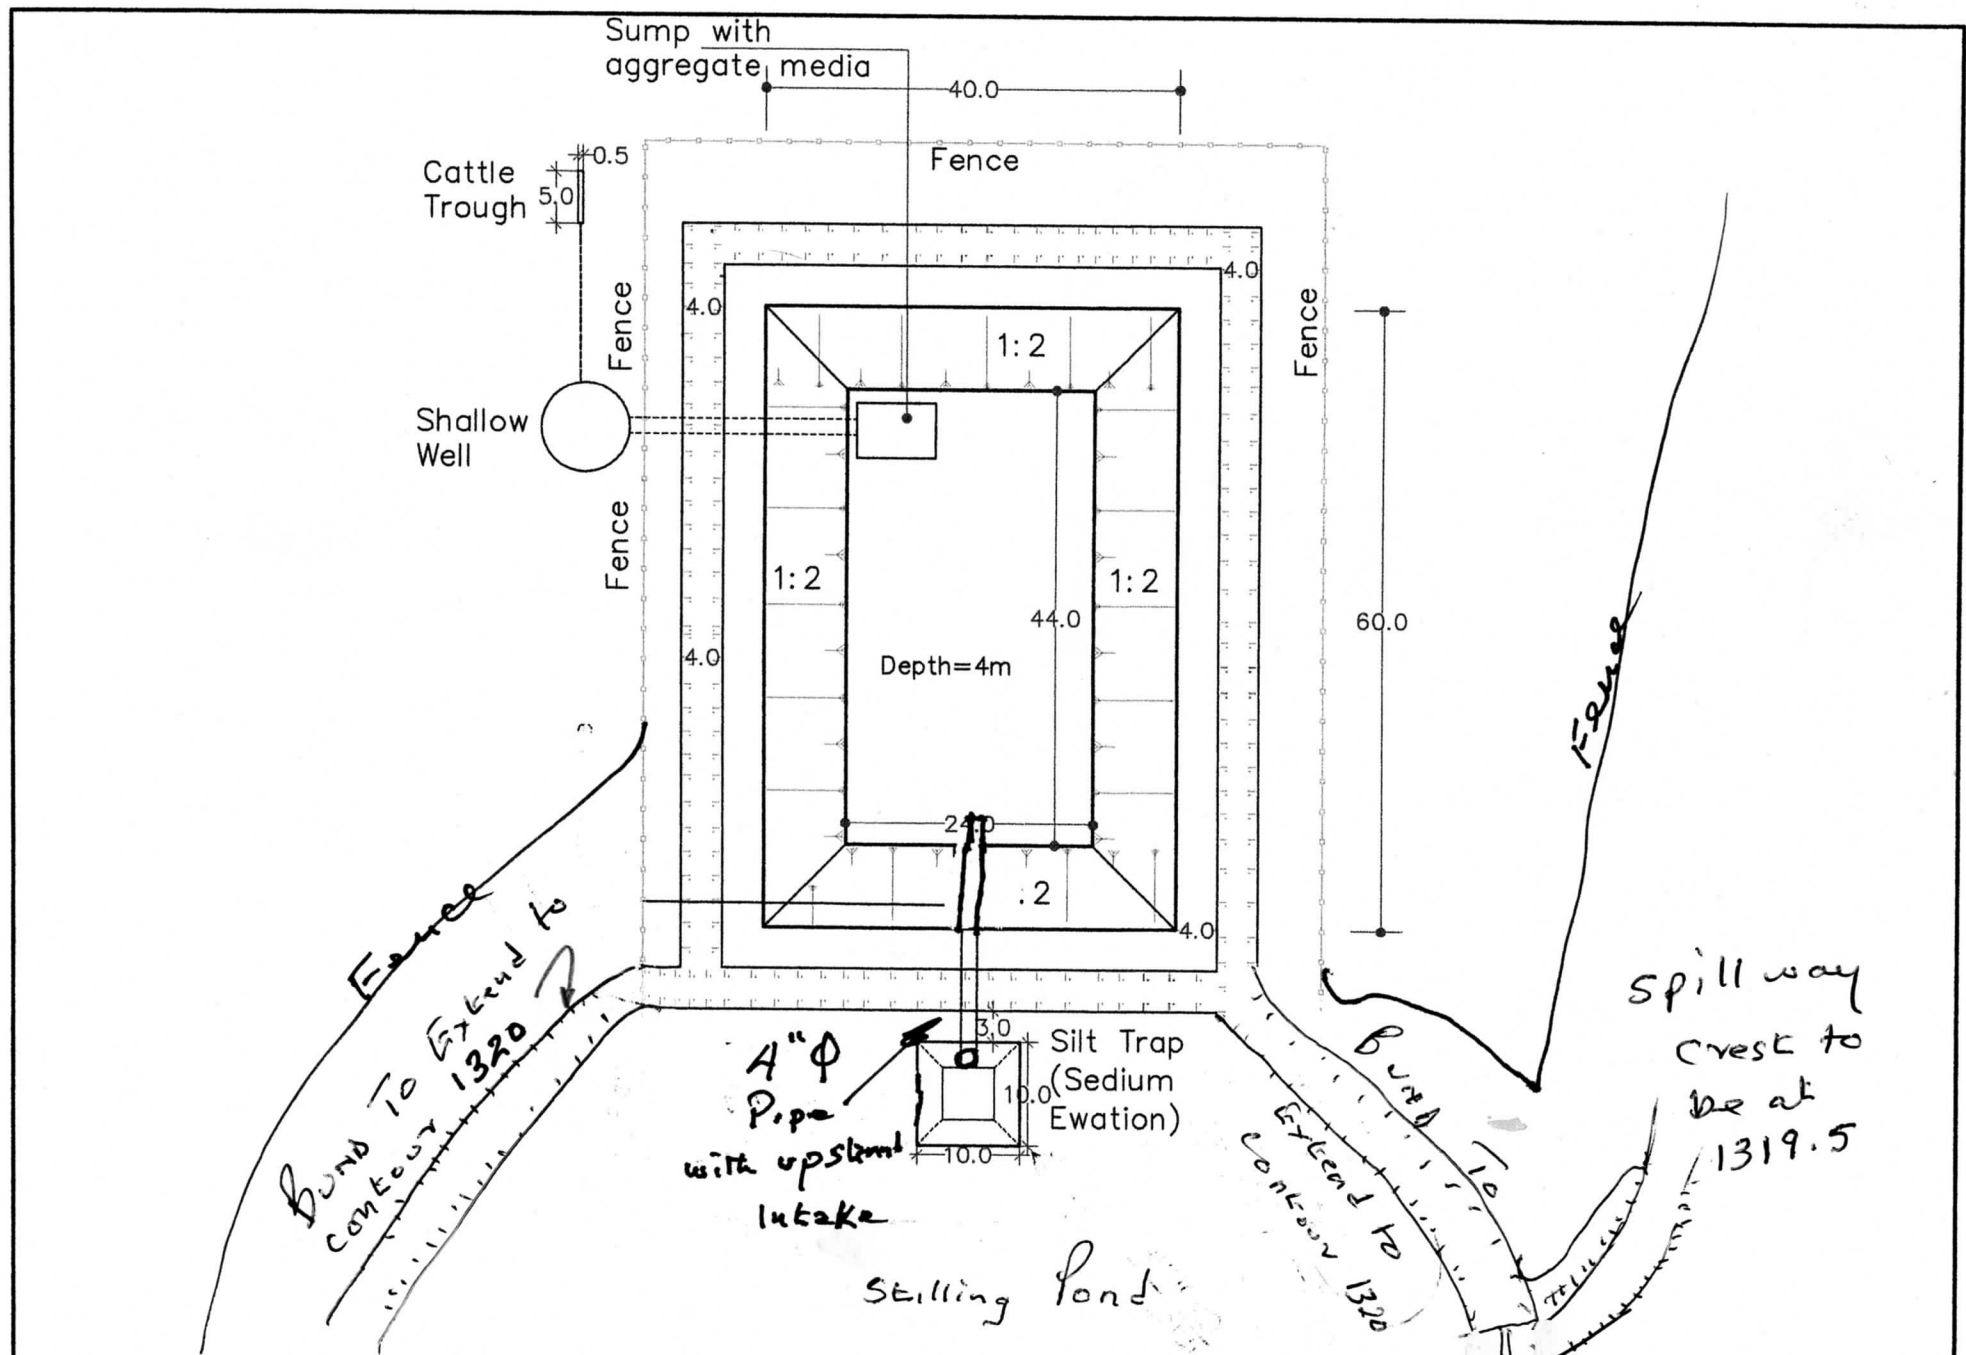 Sump with
aggregate media
40.0
0.5
Fence
Cattle
Trough
5.0
4.0
4.0
Fence
Fence
1:2
Shallow
Well
Fence
1:2
1:2
44.0
60.0
4.0
Depth=4m
Fence
24.0
:2
4.0
Fence
Bund To Extend to
contour 1320
3.0
Silt Trap
(Sedium
Ewation)
10.0
10.0
4"Φ
Pipe
with upslant
Intake
Bund To
Extend to
contour 1320
Spill way
crest to
be at
1319.5
Stilling Pond